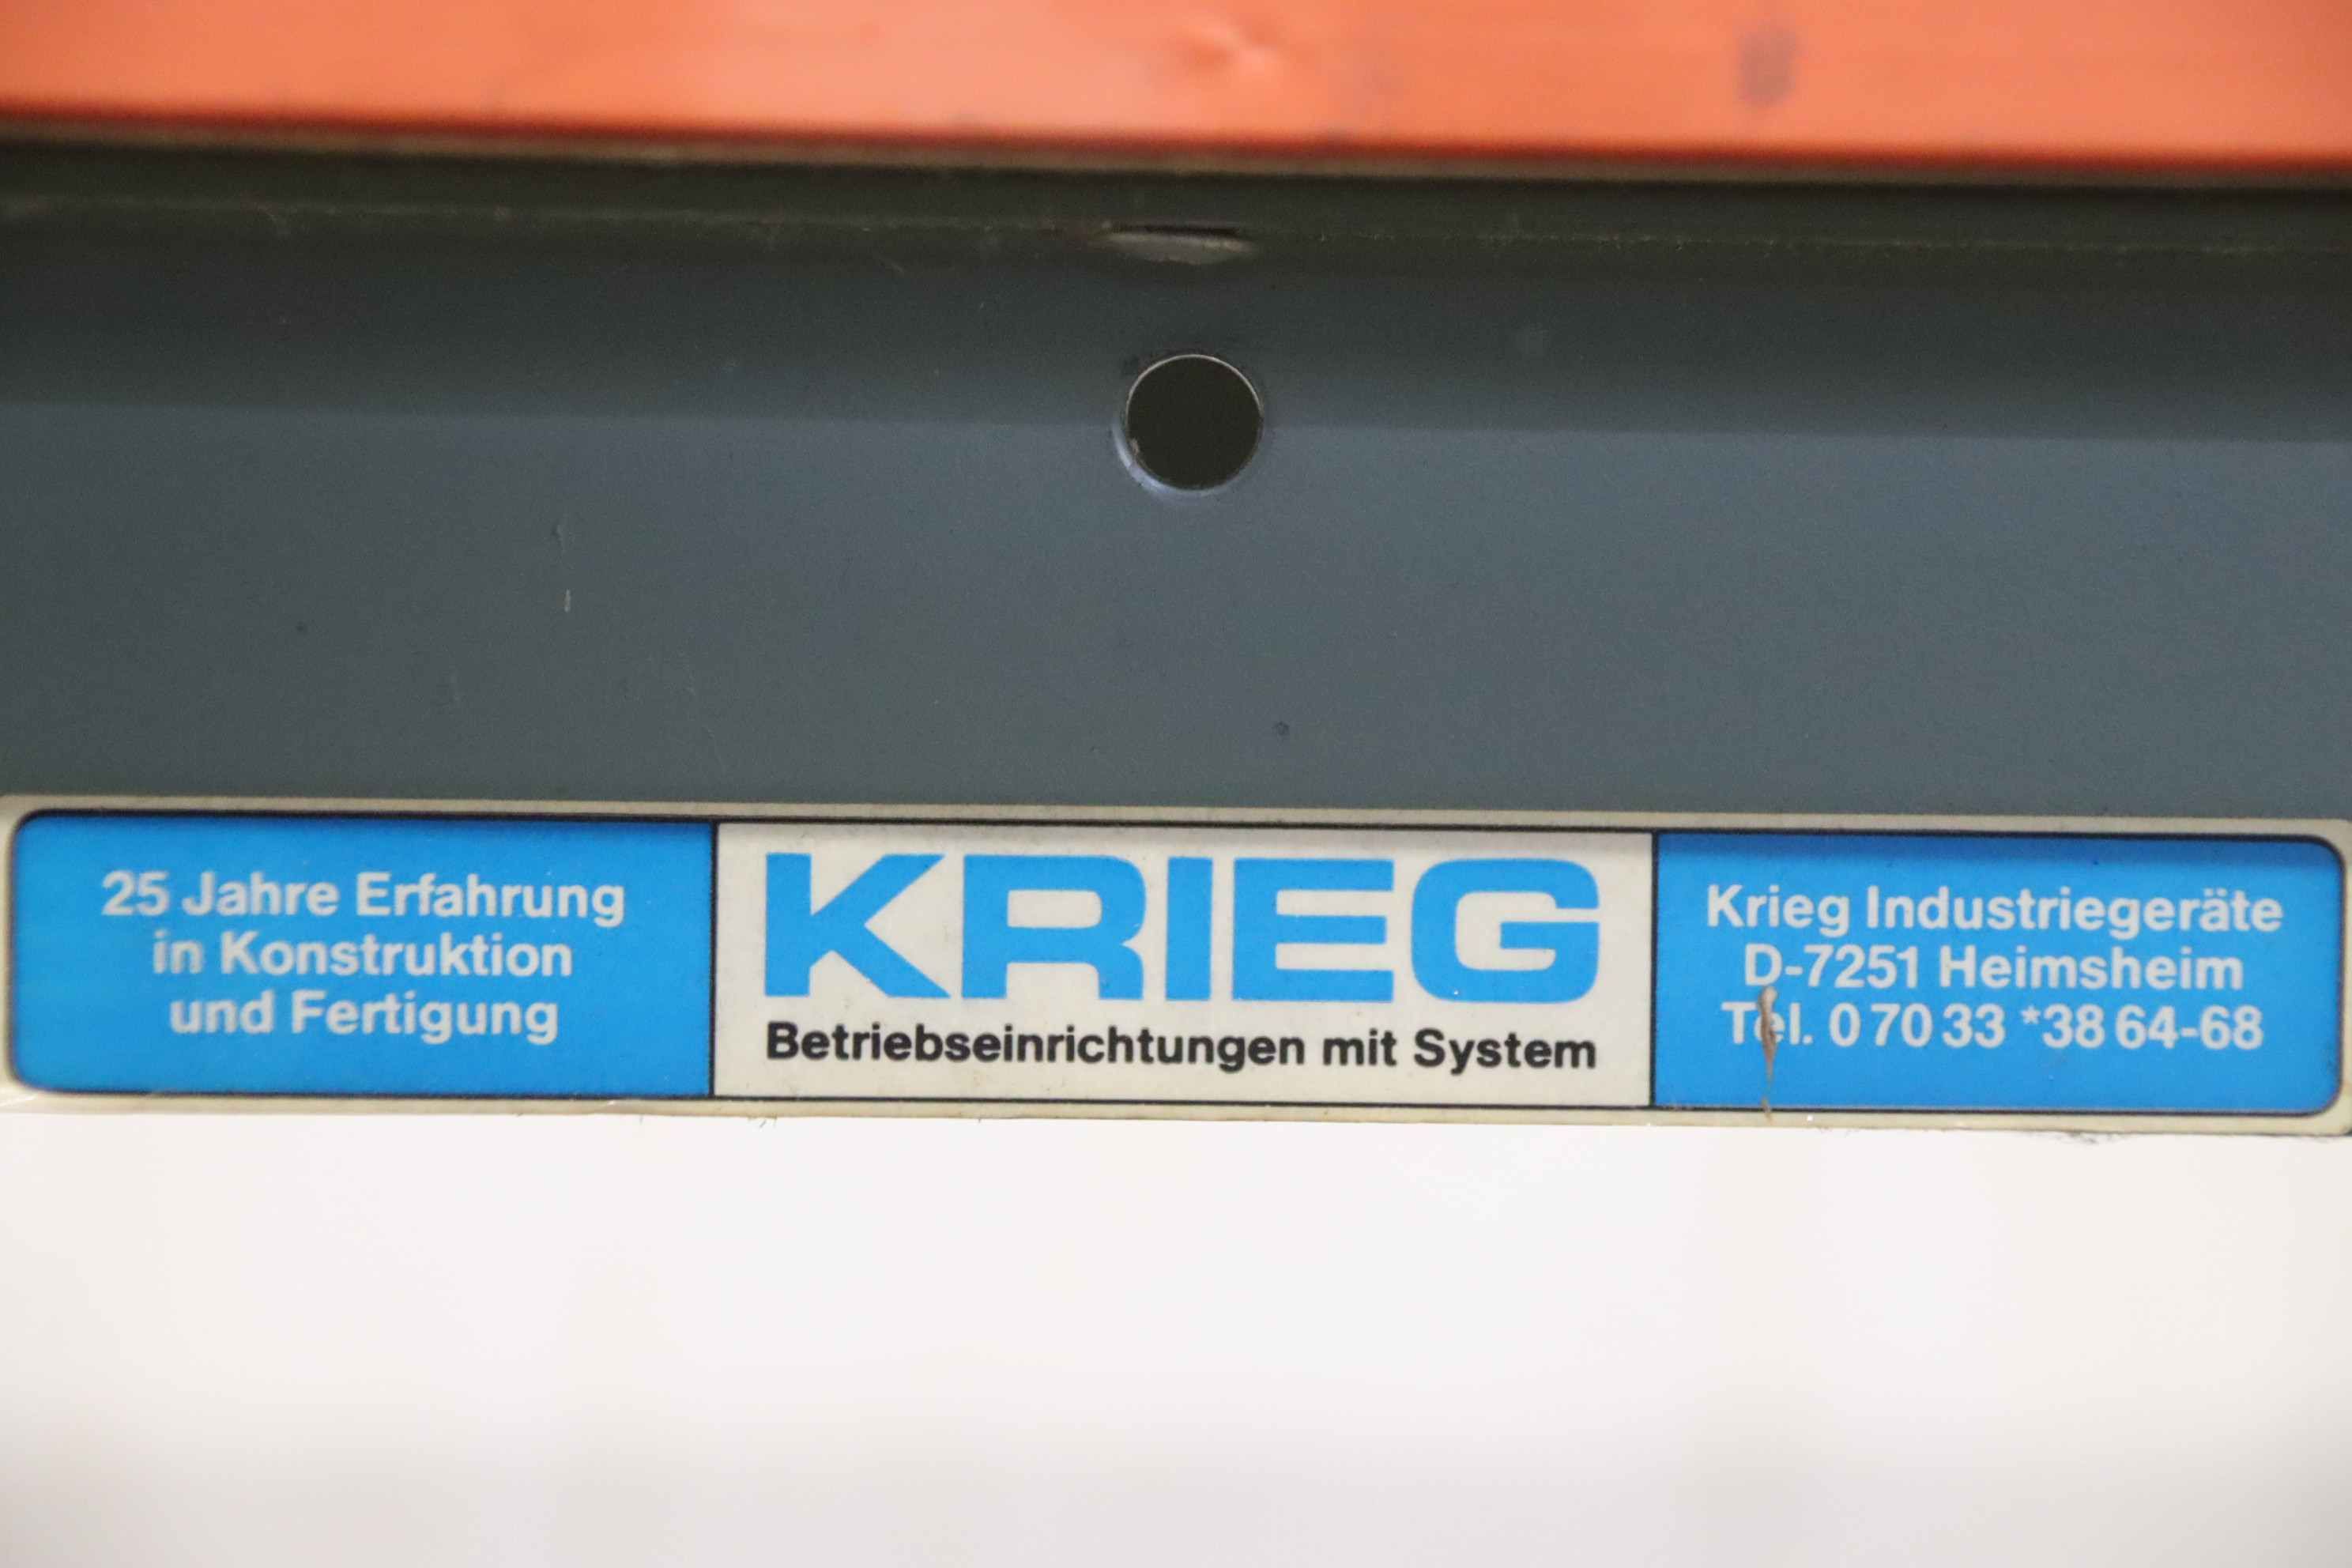 25 Jahre Erfahrung
in Konstruktion
und Fertigung
KRIEG
Betriebseinrichtungen mit System
Krieg Industriegeräte
D-7251 Heimsheim
Tel. 0 70 33 *38 64-68